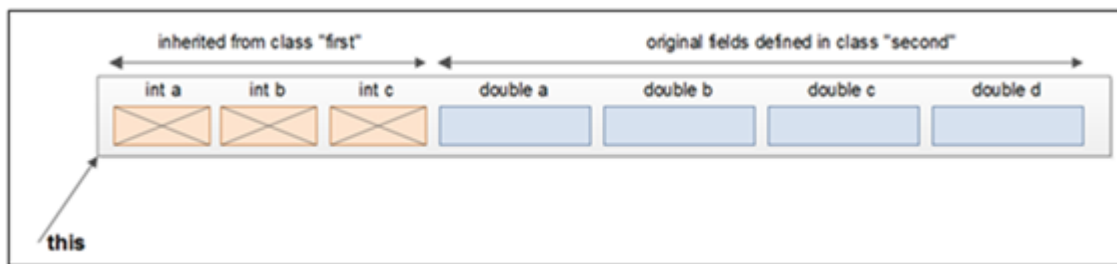 inherited from class "first" original fields defined in class "second"
int a int b int c double a double b double c double d
this